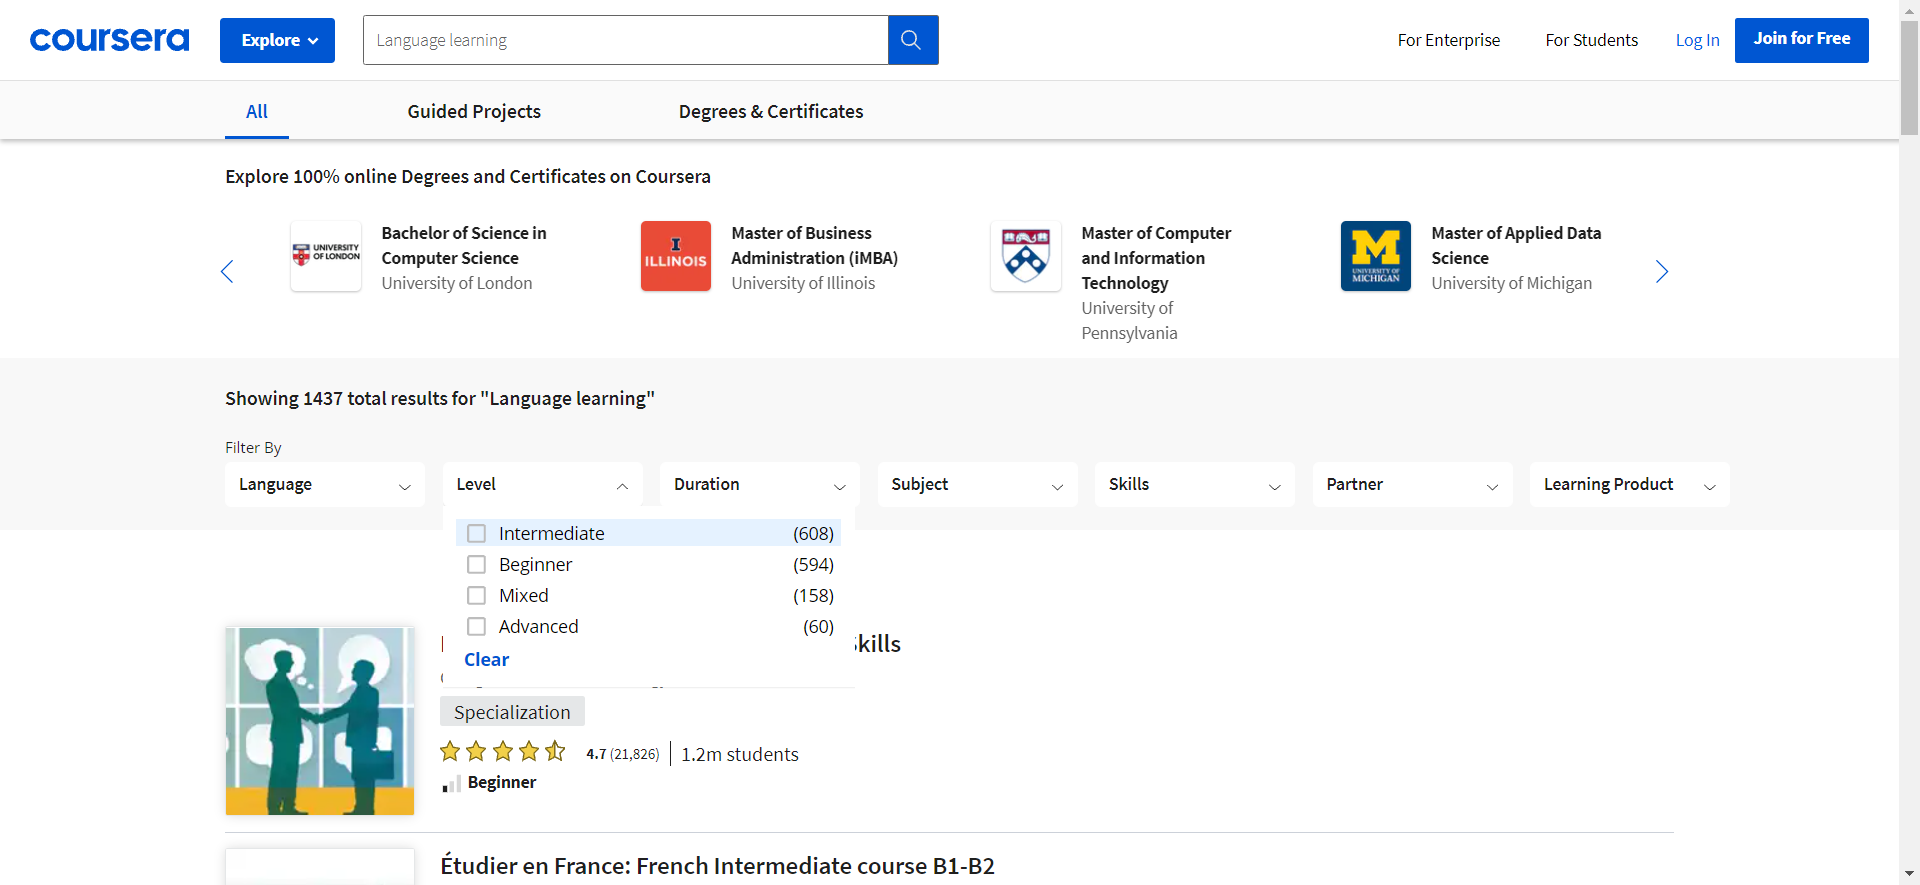 coursera
Explore
Language learning
For Enterprise
For Students
Log In
Join for Free
All
Guided Projects
Degrees & Certificates
Explore 100% online Degrees and Certificates on Coursera
UNIVERSITY
OF LONDON
Bachelor of Science in
Computer Science
University of London
I
ILLINOIS
Master of Business
Administration (iMBA)
University of Illinois
Master of Computer
and Information
Technology
University of
Pennsylvania
M
UNIVERSITY OF
MICHIGAN
Master of Applied Data
Science
University of Michigan
Showing 1437 total results for "Language learning"
Filter By
Language
Level
Duration
Subject
Skills
Partner
Learning Product
Intermediate (608)
Beginner (594)
Mixed (158)
Advanced (60)
Clear
Skills
Specialization
4.7 (21,826) 1.2m students
Beginner
Étudier en France: French Intermediate course B1-B2